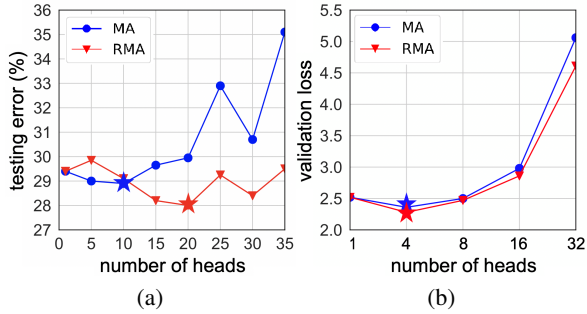 36
35
34
33
32
31
30
29
28
27
testing error (%)
MA
RMA
0 5 10 15 20 25 30 35
number of heads
(a)
5.5
5.0
4.5
4.0
3.5
3.0
2.5
2.0
validation loss
MA
RMA
1 4 8 16 32
number of heads
(b)